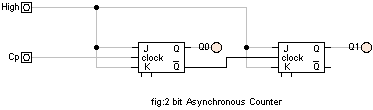 High
J Q Q0 J Q Q1
Cp clock clock
K Q K Q
fig:2 bit Asynchronous Counter